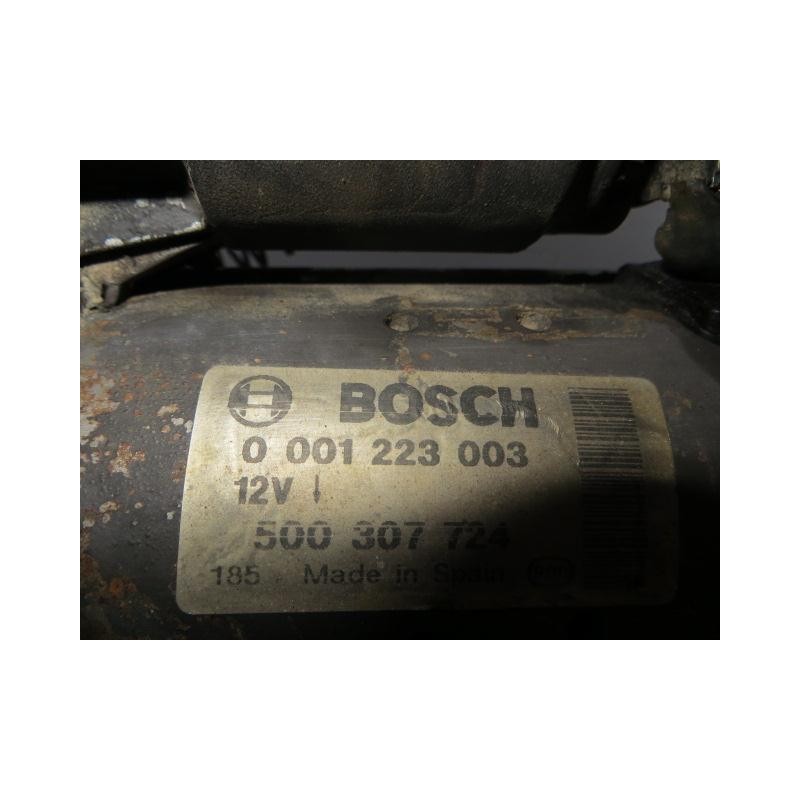 BOSCH
0 001 223 003
12V ↓
500 307 724
185 Made in Spain